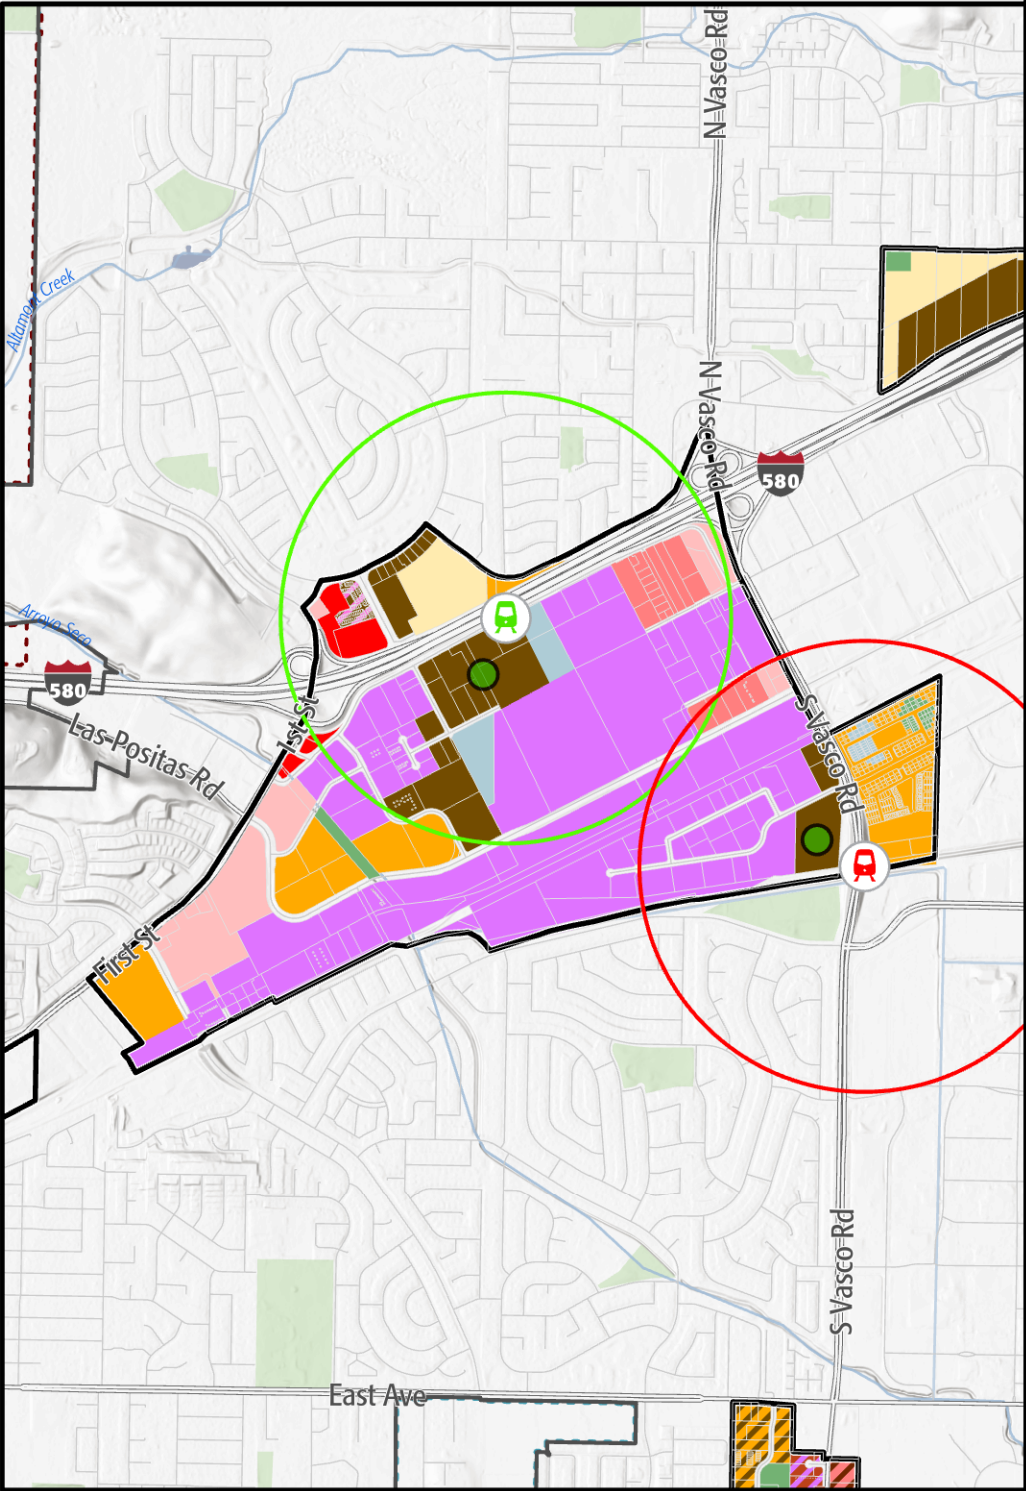 N Vasco Rd
Altamont Creek
N Vasco Rd
580
Arroyo Seco
580
1st St
Las Positas Rd
S Vasco Rd
First St
S Vasco Rd
East Ave